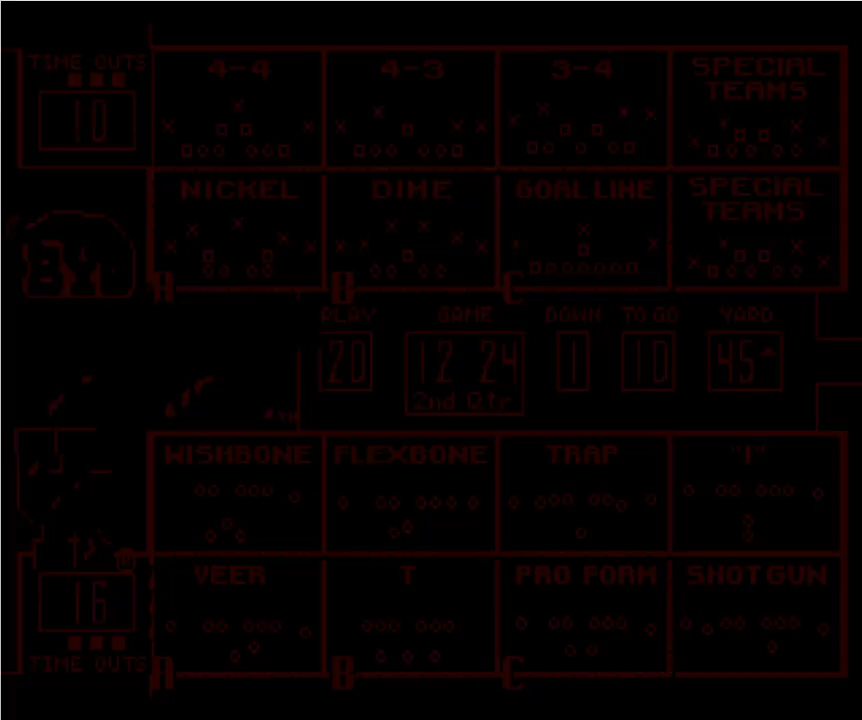 TIME OUTS
10
4-4
4-3
3-4
SPECIAL
TEAMS
NICKEL
DIME
GOAL LINE
SPECIAL
TEAMS
A
B
C
PLAY
GAME
DOWN
TO GO
YARD
20
12 24
1
10
45
2nd Qtr
WISHBONE
FLEXBONE
TRAP
"I"
VEER
T
PRO FORM
SHOTGUN
16
TIME OUTS
A
B
C